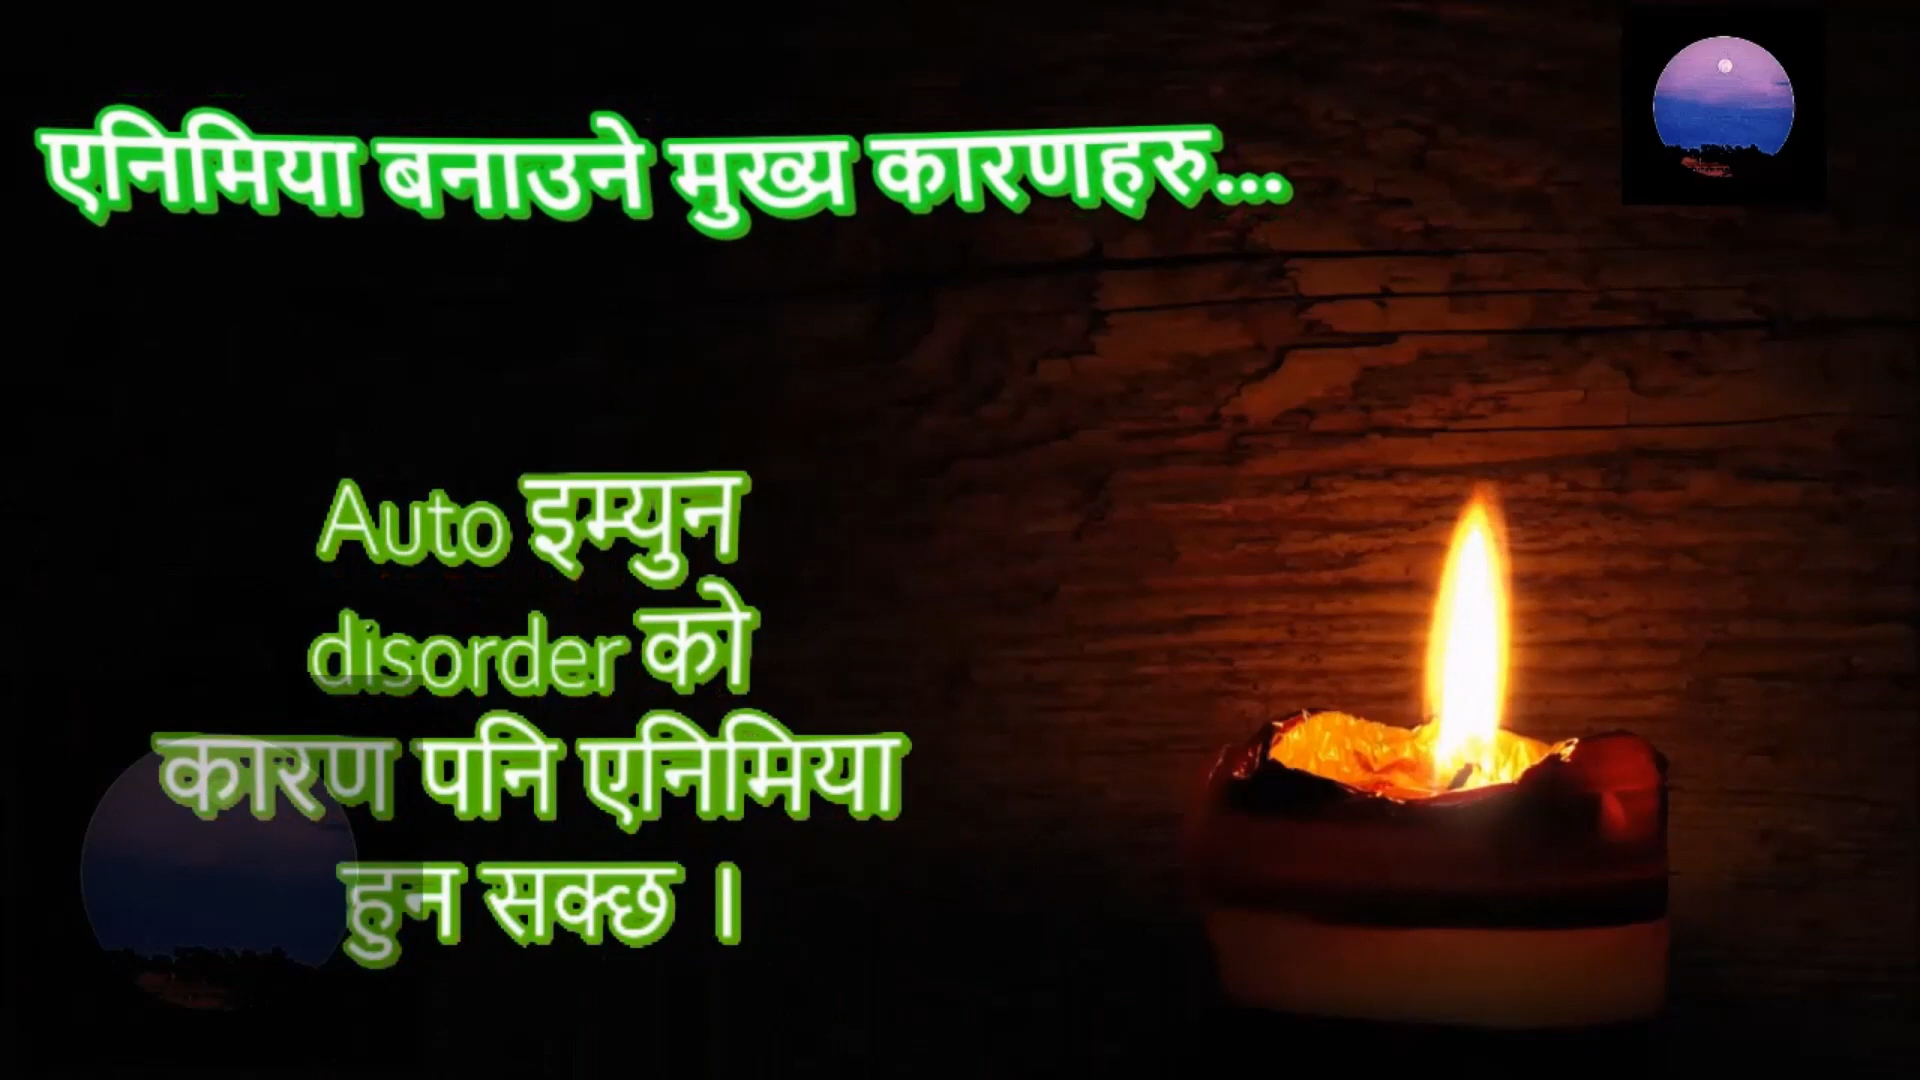 एनिमिया बनाउने मुख्य कारणहरु...
Auto इम्युन
disorder को
कारण पनि एनिमिया
हुन सक्छ ।